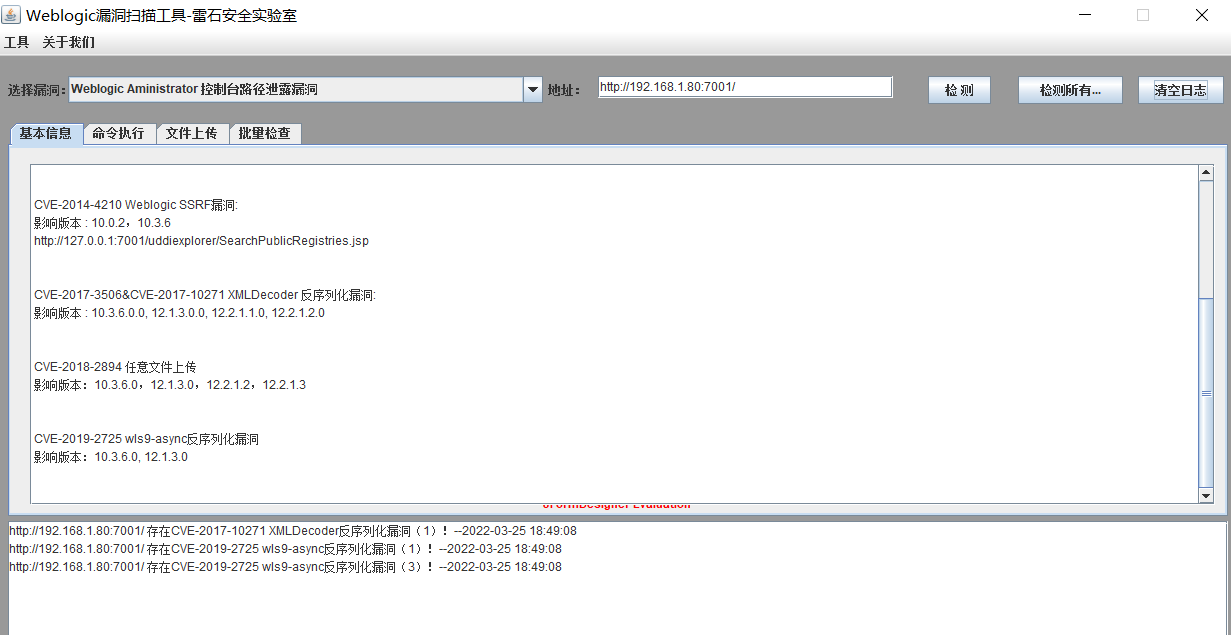 Weblogic漏洞扫描工具-雷石安全实验室
工具 关于我们
选择漏洞: Weblogic Aministrator 控制台路径泄露漏洞 地址： http://192.168.1.80:7001/ 检 测 检测所有... 清空日志
基本信息 命令执行 文件上传 批量检查
CVE-2014-4210 Weblogic SSRF漏洞:
影响版本 : 10.0.2，10.3.6
http://127.0.0.1:7001/uddiexplorer/SearchPublicRegistries.jsp
CVE-2017-3506&CVE-2017-10271 XMLDecoder 反序列化漏洞:
影响版本 : 10.3.6.0.0, 12.1.3.0.0, 12.2.1.1.0, 12.2.1.2.0
CVE-2018-2894 任意文件上传
影响版本：10.3.6.0，12.1.3.0，12.2.1.2，12.2.1.3
CVE-2019-2725 wls9-async反序列化漏洞
影响版本：10.3.6.0, 12.1.3.0
JFormDesigner Evaluation
http://192.168.1.80:7001/ 存在CVE-2017-10271 XMLDecoder反序列化漏洞（1）！--2022-03-25 18:49:08
http://192.168.1.80:7001/ 存在CVE-2019-2725 wls9-async反序列化漏洞（1）！--2022-03-25 18:49:08
http://192.168.1.80:7001/ 存在CVE-2019-2725 wls9-async反序列化漏洞（3）！--2022-03-25 18:49:08